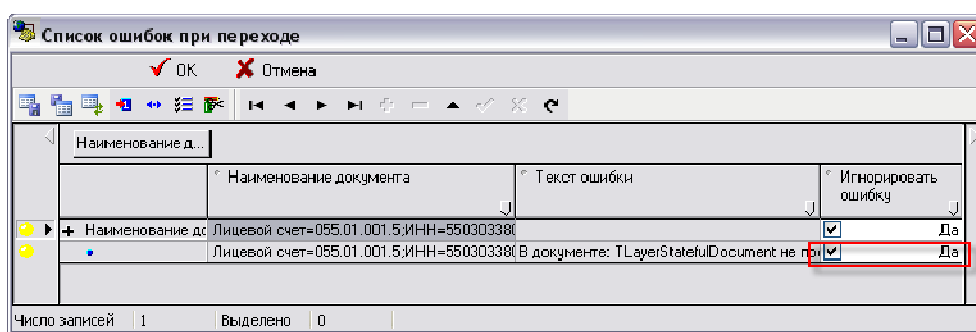 Список ошибок при переходе
ОК Отмена
Наименование д...
Наименование документа Текст ошибки Игнорировать ошибку
Наименование до Лицевой счет=055.01.001.5;ИНН=550303380 Да
Лицевой счет=055.01.001.5;ИНН=550303380 В документе: TLayerStatefulDocument не Да
Число записей 1 Выделено 0